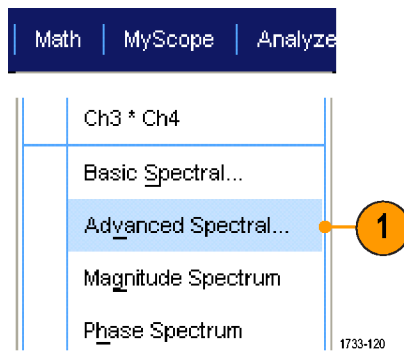 Math | MyScope | Analyze
Ch3 * Ch4
Basic Spectral...
Advanced Spectral...
1
Magnitude Spectrum
Phase Spectrum
1733-120